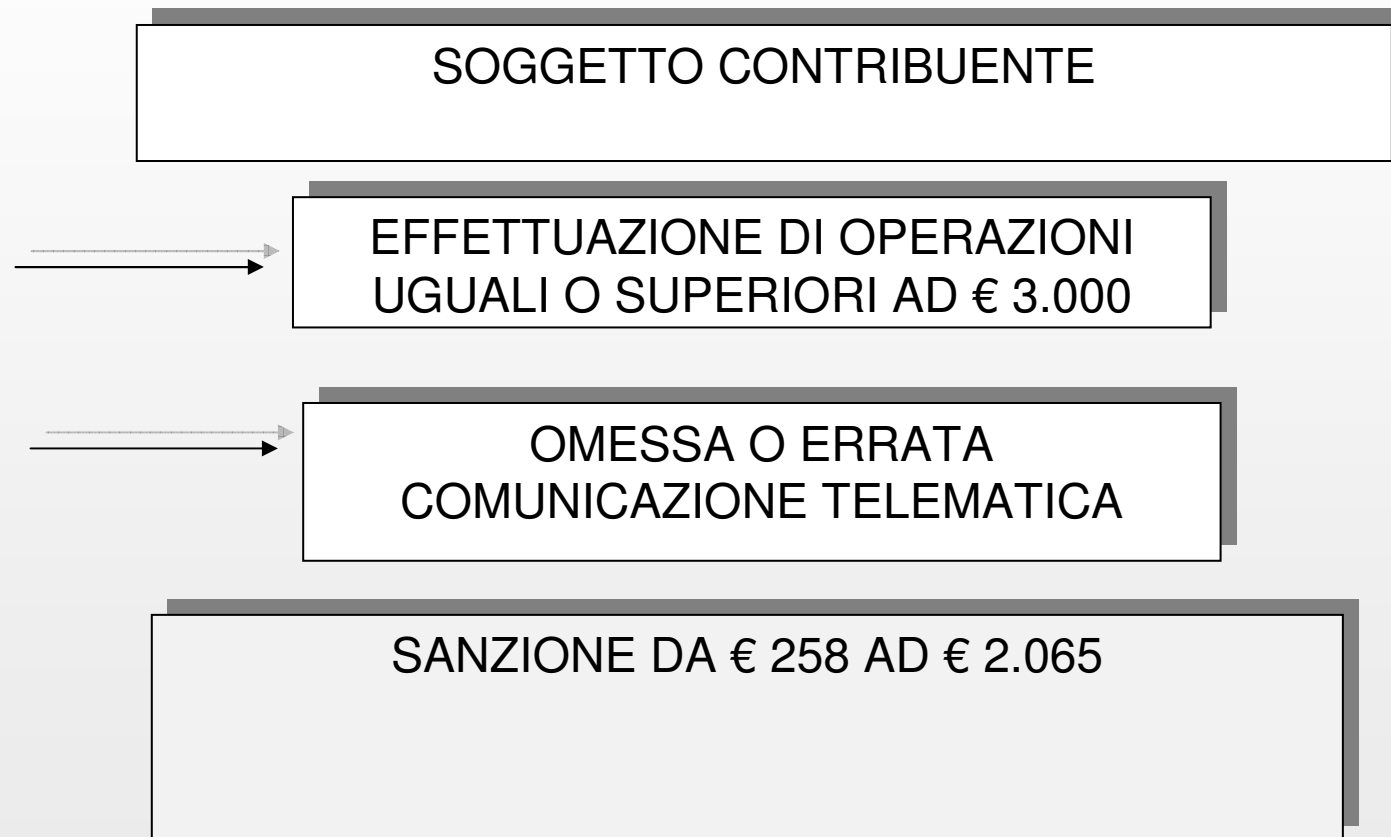 SOGGETTO CONTRIBUENTE
EFFETTUAZIONE DI OPERAZIONI
UGUALI O SUPERIORI AD € 3.000
OMESSA O ERRATA
COMUNICAZIONE TELEMATICA
SANZIONE DA € 258 AD € 2.065